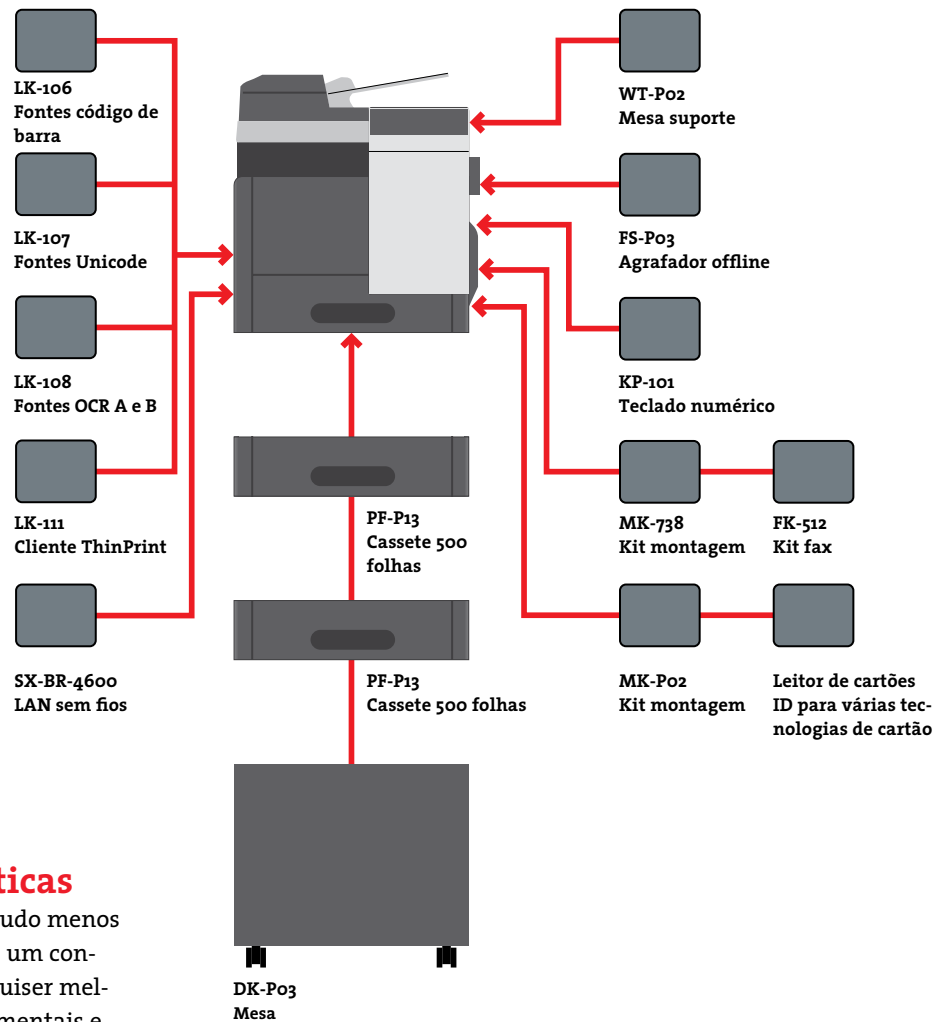 LK-106
Fontes código de
barra
LK-107
Fontes Unicode
LK-108
Fontes OCR A e B
LK-111
Cliente ThinPrint
SX-BR-4600
LAN sem fios
WT-P02
Mesa suporte
FS-P03
Agrafador offline
KP-101
Teclado numérico
MK-738
Kit montagem
FK-512
Kit fax
MK-P02
Kit montagem
Leitor de cartões
ID para várias tec-
nologias de cartão
PF-P13
Cassete 500
folhas
PF-P13
Cassete 500 folhas
DK-P03
Mesa
ticas
udo menos
um con-
uiser mel-
mentais e